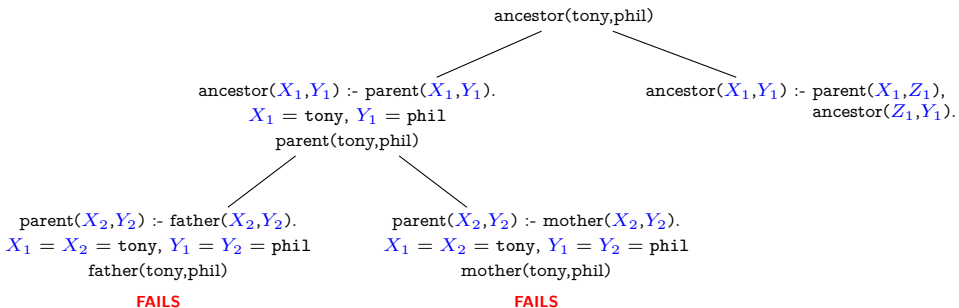 ancestor(tony,phil)
ancestor(X₁,Y₁) :- parent(X₁,Y₁).
X₁ = tony, Y₁ = phil
parent(tony,phil)
ancestor(X₁,Y₁) :- parent(X₁,Z₁),
ancestor(Z₁,Y₁).
parent(X₂,Y₂) :- father(X₂,Y₂).
X₁ = X₂ = tony, Y₁ = Y₂ = phil
father(tony,phil)
FAILS
parent(X₂,Y₂) :- mother(X₂,Y₂).
X₁ = X₂ = tony, Y₁ = Y₂ = phil
mother(tony,phil)
FAILS